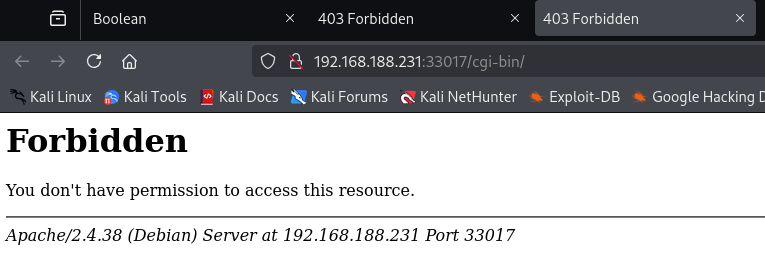 Boolean 403 Forbidden 403 Forbidden
192.168.188.231:33017/cgi-bin/
Kali Linux Kali Tools Kali Docs Kali Forums Kali NetHunter Exploit-DB Google Hacking D
Forbidden
You don't have permission to access this resource.
Apache/2.4.38 (Debian) Server at 192.168.188.231 Port 33017